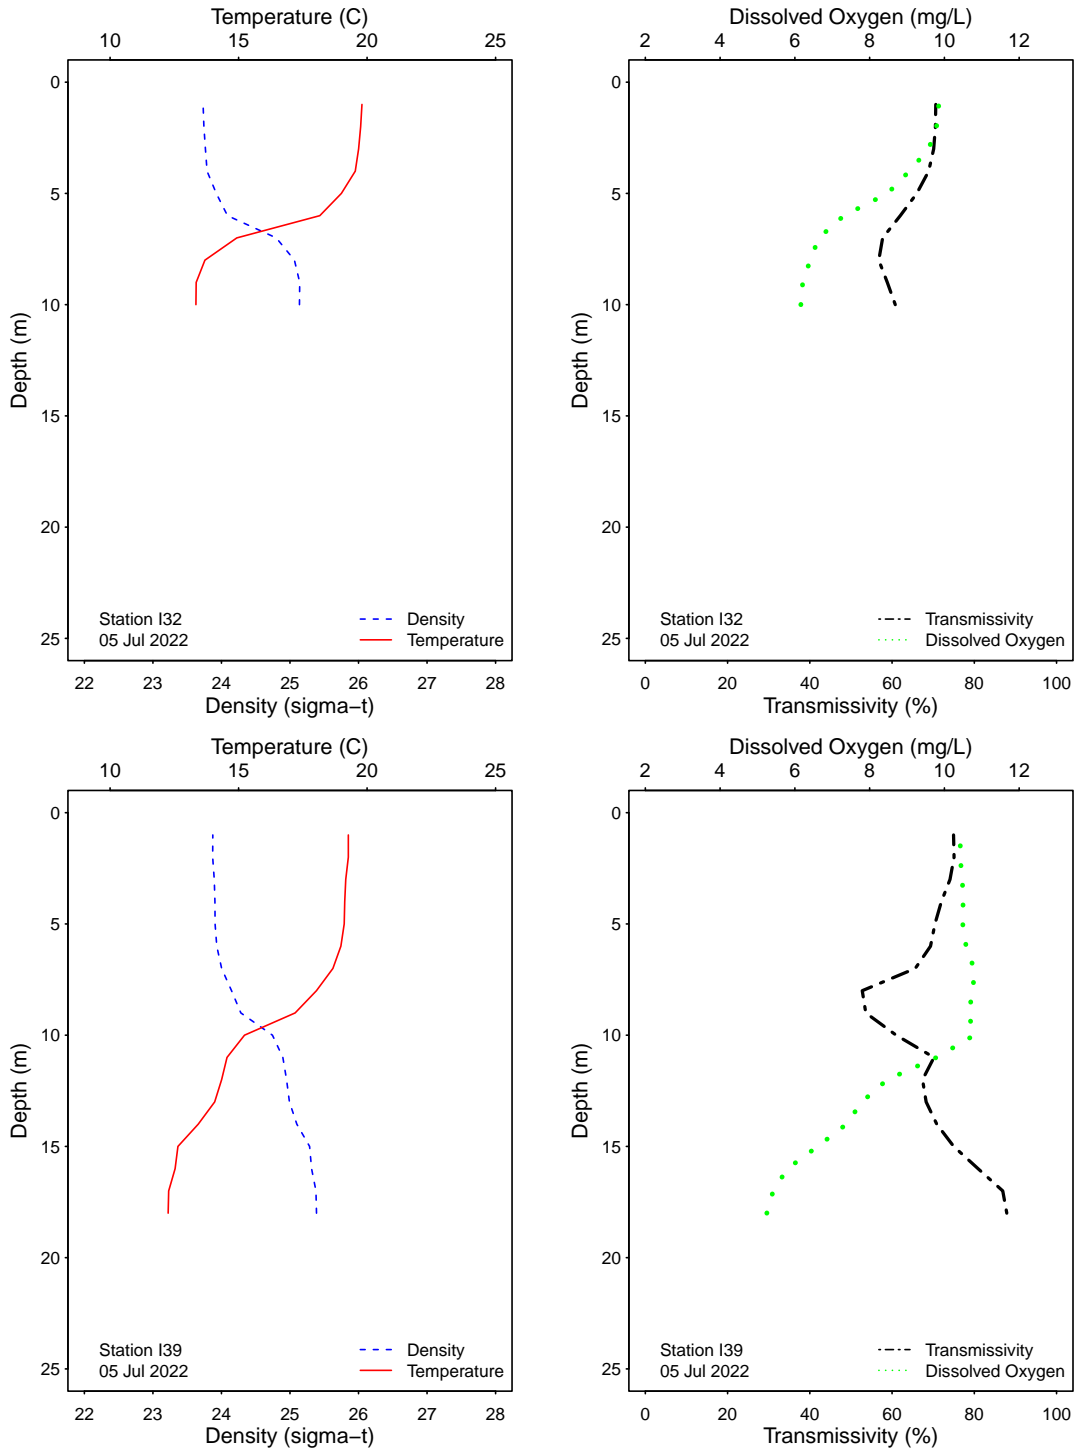 Temperature (C)
10 15 20 25
0
5
10
15
20
25
Depth (m)
Station I32
05 Jul 2022
Density
Temperature
22 23 24 25 26 27 28
Density (sigma−t)
Dissolved Oxygen (mg/L)
2 4 6 8 10 12
0
5
10
15
20
25
Depth (m)
Station I32
05 Jul 2022
Transmissivity
Dissolved Oxygen
0 20 40 60 80 100
Transmissivity (%)
Temperature (C)
10 15 20 25
0
5
10
15
20
25
Depth (m)
Station I39
05 Jul 2022
Density
Temperature
22 23 24 25 26 27 28
Density (sigma−t)
Dissolved Oxygen (mg/L)
2 4 6 8 10 12
0
5
10
15
20
25
Depth (m)
Station I39
05 Jul 2022
Transmissivity
Dissolved Oxygen
0 20 40 60 80 100
Transmissivity (%)